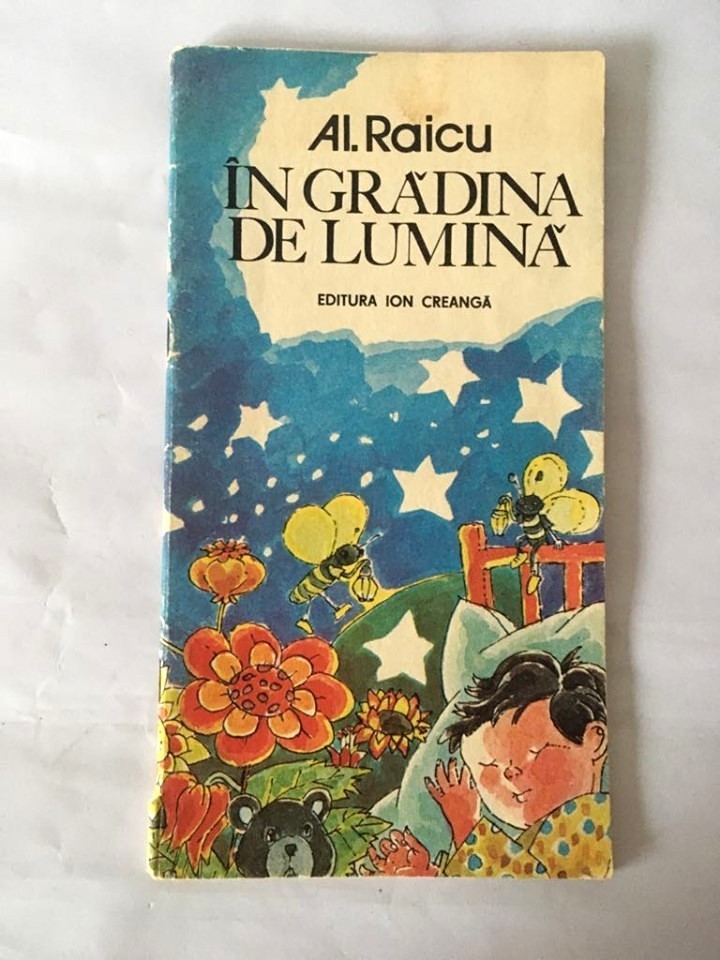 Al. Raicu
ÎN GRĂDINA
DE LUMINĂ
EDITURA ION CREANGĂ